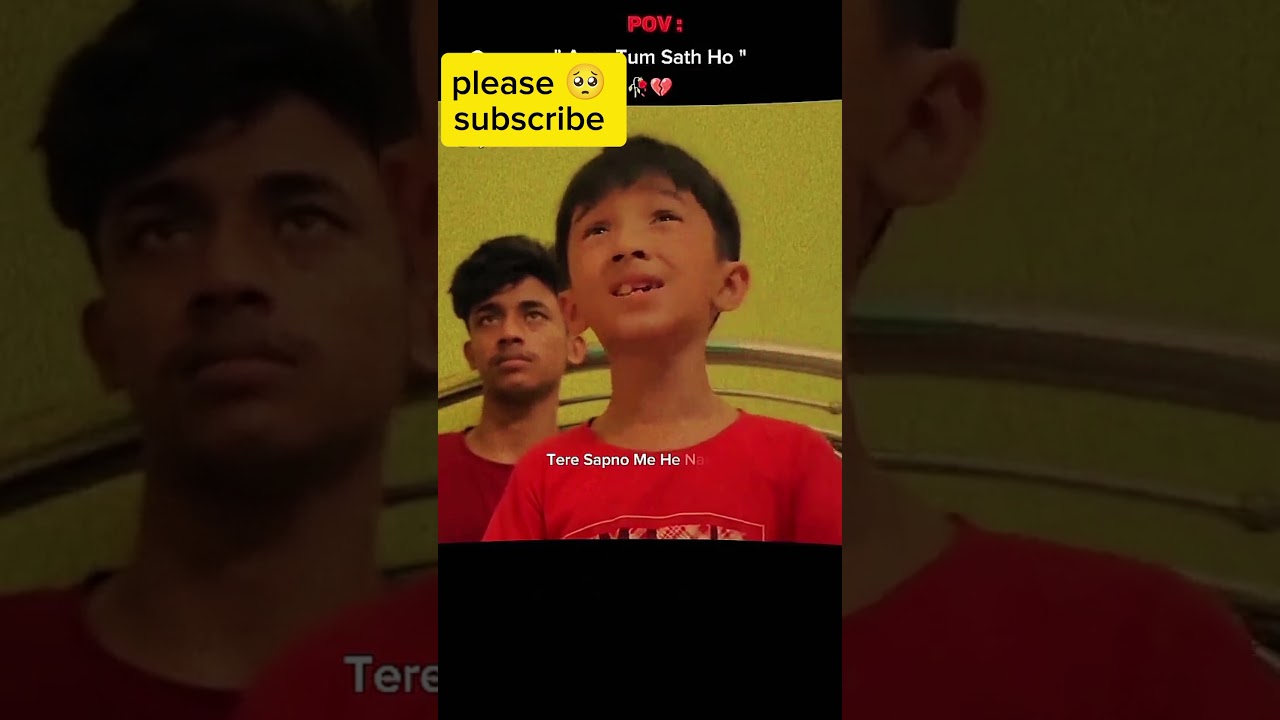 POV :
Tum Sath Ho "
🥀💔
please 🥺
subscribe
Tere Sapno Me He
Tere